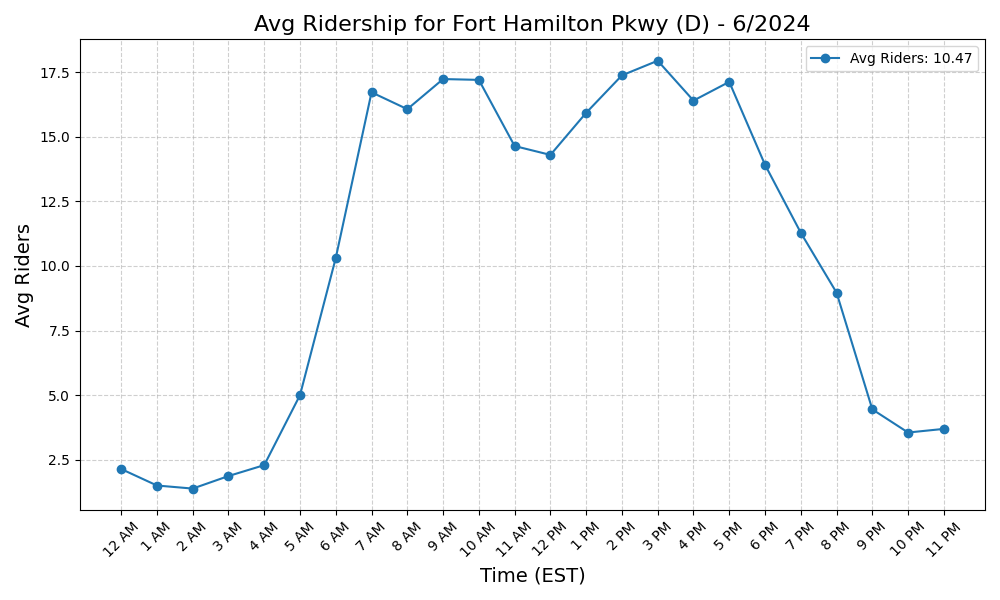 Avg Ridership for Fort Hamilton Pkwy (D) - 6/2024
Avg Riders: 10.47
Avg Riders
17.5
15.0
12.5
10.0
7.5
5.0
2.5
12 AM
1 AM
2 AM
3 AM
4 AM
5 AM
6 AM
7 AM
8 AM
9 AM
10 AM
11 AM
12 PM
1 PM
2 PM
3 PM
4 PM
5 PM
6 PM
7 PM
8 PM
9 PM
10 PM
11 PM
Time (EST)